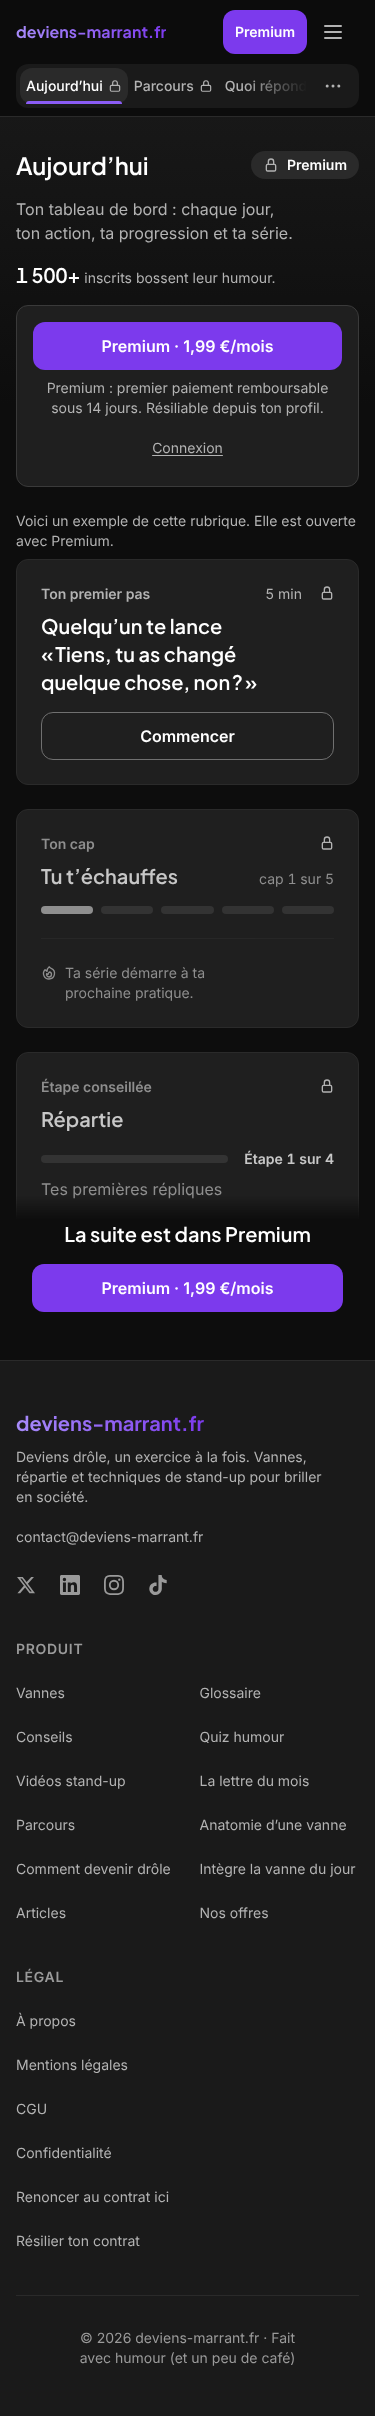 deviens-marrant.fr
Premium
Aujourd’hui
Parcours
Quoi répond
Aujourd’hui
Premium
Ton tableau de bord : chaque jour,
ton action, ta progression et ta série.
1 500+ inscrits bossent leur humour.
Premium · 1,99 €/mois
Premium : premier paiement remboursable
sous 14 jours. Résiliable depuis ton profil.
Connexion
Voici un exemple de cette rubrique. Elle est ouverte
avec Premium.
Ton premier pas
5 min
Quelqu’un te lance
« Tiens, tu as changé
quelque chose, non ? »
Commencer
Ton cap
Tu t’échauffes
cap 1 sur 5
Ta série démarre à ta
prochaine pratique.
Étape conseillée
Répartie
Étape 1 sur 4
Tes premières répliques
La suite est dans Premium
Premium · 1,99 €/mois
deviens-marrant.fr
Deviens drôle, un exercice à la fois. Vannes,
répartie et techniques de stand-up pour briller
en société.
contact@deviens-marrant.fr
PRODUIT
Vannes
Glossaire
Conseils
Quiz humour
Vidéos stand-up
La lettre du mois
Parcours
Anatomie d’une vanne
Comment devenir drôle
Intègre la vanne du jour
Articles
Nos offres
LÉGAL
À propos
Mentions légales
CGU
Confidentialité
Renoncer au contrat ici
Résilier ton contrat
© 2026 deviens-marrant.fr · Fait
avec humour (et un peu de café)